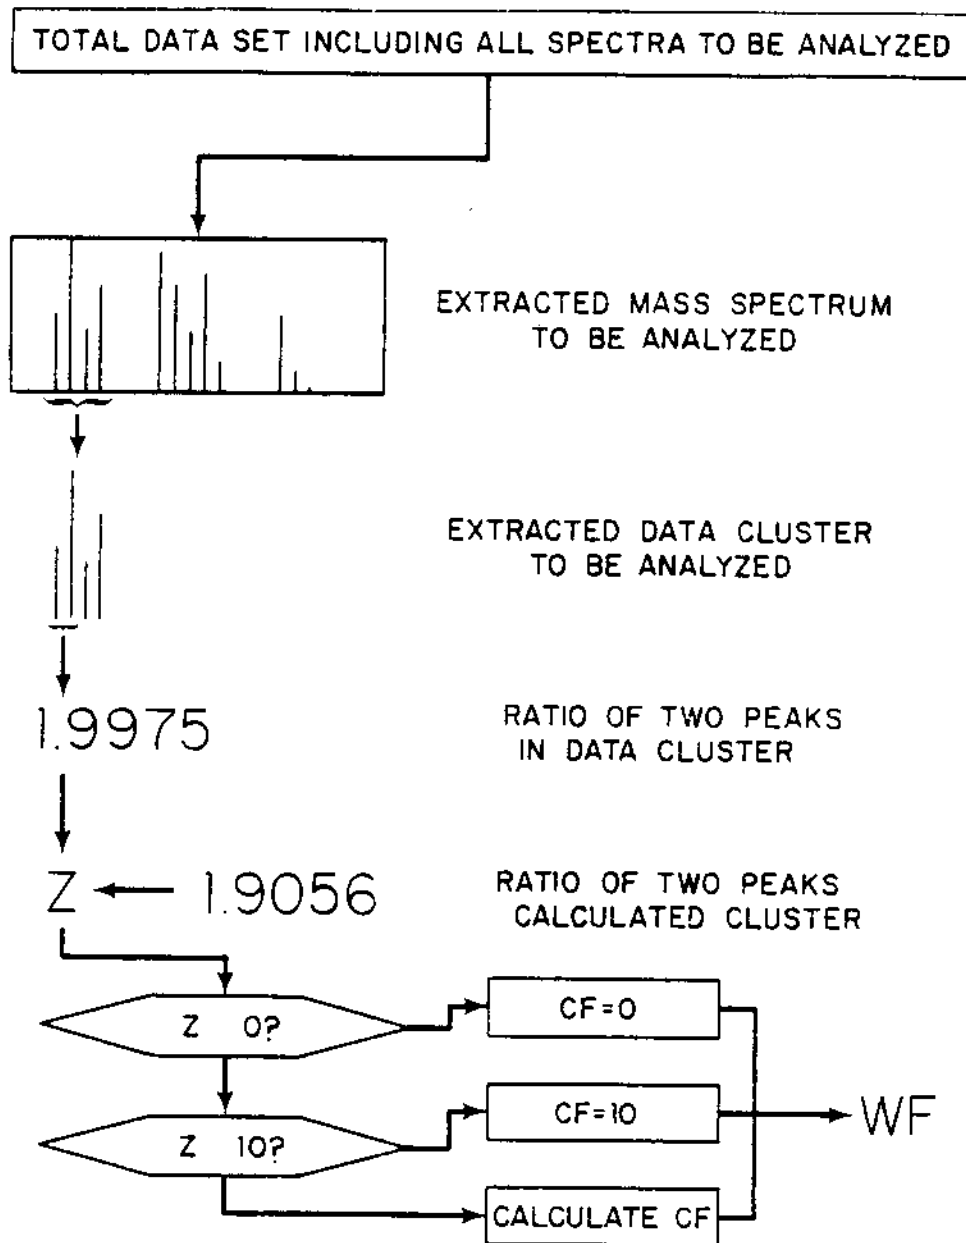 TOTAL DATA SET INCLUDING ALL SPECTRA TO BE ANALYZED
EXTRACTED MASS SPECTRUM
TO BE ANALYZED
EXTRACTED DATA CLUSTER
TO BE ANALYZED
1.9975
RATIO OF TWO PEAKS
IN DATA CLUSTER
Z
1.9056
RATIO OF TWO PEAKS
CALCULATED CLUSTER
Z 0?
CF=0
Z 10?
CF=10
WF
CALCULATE CF